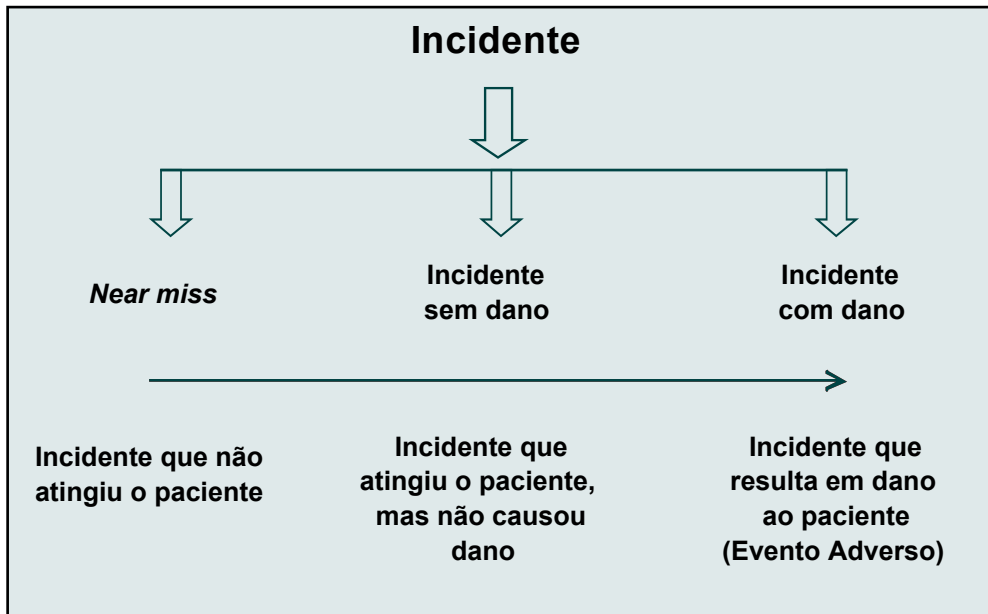 Incidente
Near miss
Incidente
sem dano
Incidente
com dano
Incidente que não
atingiu o paciente
Incidente que
atingiu o paciente,
mas não causou
dano
Incidente que
resulta em dano
ao paciente
(Evento Adverso)